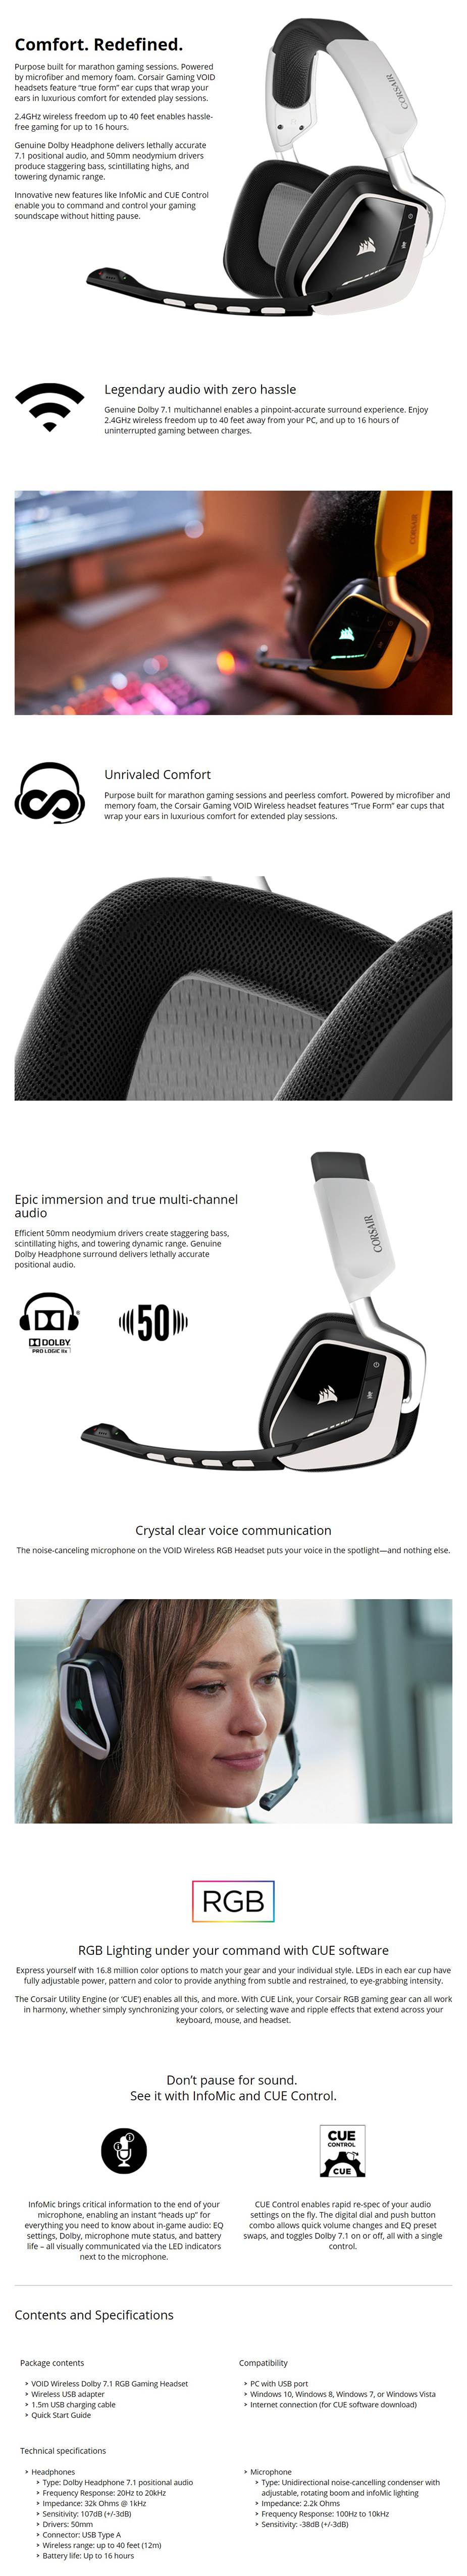 Comfort. Redefined.
Purpose built for marathon gaming sessions. Powered
by microfiber and memory foam. Corsair Gaming VOID
headsets feature “true form” ear cups that wrap your
ears in luxurious comfort for extended play sessions.
2.4GHz wireless freedom up to 40 feet enables hassle-
free gaming for up to 16 hours.
Genuine Dolby Headphone delivers lethally accurate
7.1 positional audio, and 50mm neodymium drivers
produce staggering bass, scintillating highs, and
towering dynamic range.
Innovative new features like InfoMic and CUE Control
enable you to command and control your gaming
soundscape without hitting pause.
CORSAIR
Legendary audio with zero hassle
Genuine Dolby 7.1 multichannel enables a pinpoint-accurate surround experience. Enjoy
2.4GHz wireless freedom up to 40 feet away from your PC, and up to 16 hours of
uninterrupted gaming between charges.
CORSAIR
Unrivaled Comfort
Purpose built for marathon gaming sessions and peerless comfort. Powered by microfiber and
memory foam, the Corsair Gaming VOID Wireless headset features “True Form” ear cups that
wrap your ears in luxurious comfort for extended play sessions.
Epic immersion and true multi-channel
audio
Efficient 50mm neodymium drivers create staggering bass,
scintillating highs, and towering dynamic range. Genuine
Dolby Headphone surround delivers lethally accurate
positional audio.
CORSAIR
®
DOLBY
PRO LOGIC IIx
50
Crystal clear voice communication
The noise-canceling microphone on the VOID Wireless RGB Headset puts your voice in the spotlight—and nothing else.
RGB
RGB Lighting under your command with CUE software
Express yourself with 16.8 million color options to match your gear and your individual style. LEDs in each ear cup have
fully adjustable power, pattern and color to provide anything from subtle and restrained, to eye-grabbing intensity.
The Corsair Utility Engine (or ‘CUE’) enables all this, and more. With CUE Link, your Corsair RGB gaming gear can all work
in harmony, whether simply synchronizing your colors, or selecting wave and ripple effects that extend across your
keyboard, mouse, and headset.
Don’t pause for sound.
See it with InfoMic and CUE Control.
CUE
CONTROL
CUE
InfoMic brings critical information to the end of your
microphone, enabling an instant “heads up” for
everything you need to know about in-game audio: EQ
settings, Dolby, microphone mute status, and battery
life – all visually communicated via the LED indicators
next to the microphone.
CUE Control enables rapid re-spec of your audio
settings on the fly. The digital dial and push button
combo allows quick volume changes and EQ preset
swaps, and toggles Dolby 7.1 on or off, all with a single
control.
Contents and Specifications
Package contents
VOID Wireless Dolby 7.1 RGB Gaming Headset
Wireless USB adapter
1.5m USB charging cable
Quick Start Guide
Compatibility
PC with USB port
Windows 10, Windows 8, Windows 7, or Windows Vista
Internet connection (for CUE software download)
Technical specifications
Headphones
Type: Dolby Headphone 7.1 positional audio
Frequency Response: 20Hz to 20kHz
Impedance: 32k Ohms @ 1kHz
Sensitivity: 107dB (+/-3dB)
Drivers: 50mm
Connector: USB Type A
Wireless range: up to 40 feet (12m)
Battery life: Up to 16 hours
Microphone
Type: Unidirectional noise-cancelling condenser with
adjustable, rotating boom and infoMic lighting
Impedance: 2.2k Ohms
Frequency Response: 100Hz to 10kHz
Sensitivity: -38dB (+/-3dB)